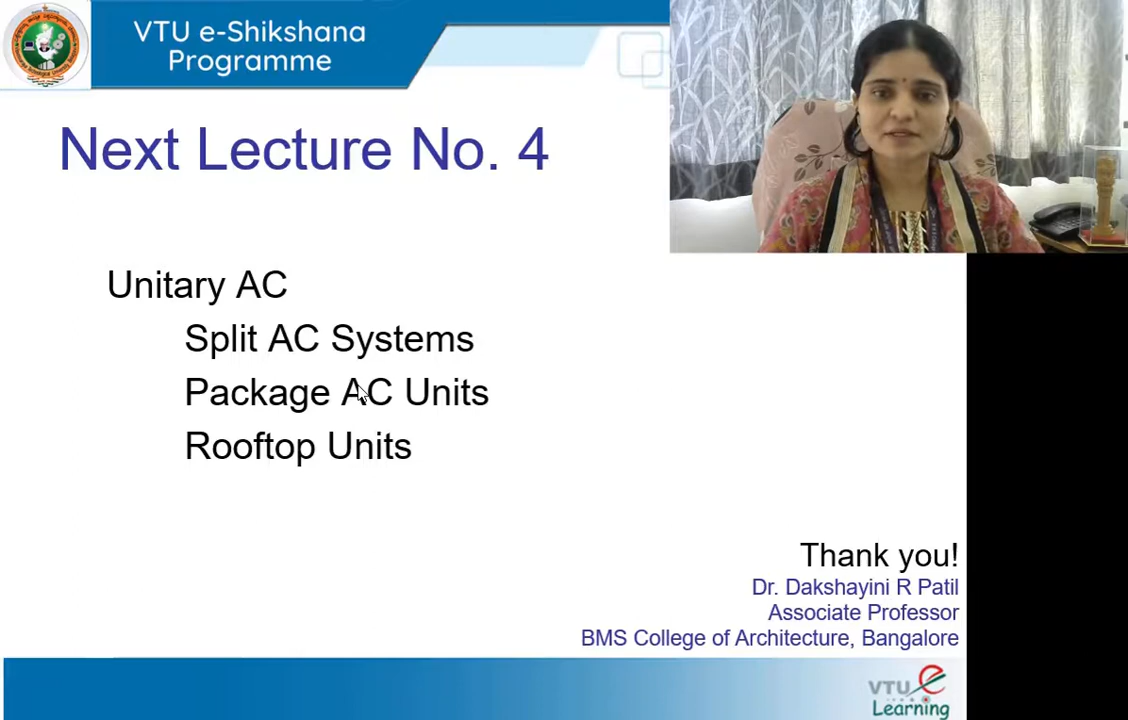 VTU e-Shikshana
Programme
Next Lecture No. 4
Unitary AC
Split AC Systems
Package AC Units
Rooftop Units
Thank you!
Dr. Dakshayini R Patil
Associate Professor
BMS College of Architecture, Bangalore
VTU e
Learning